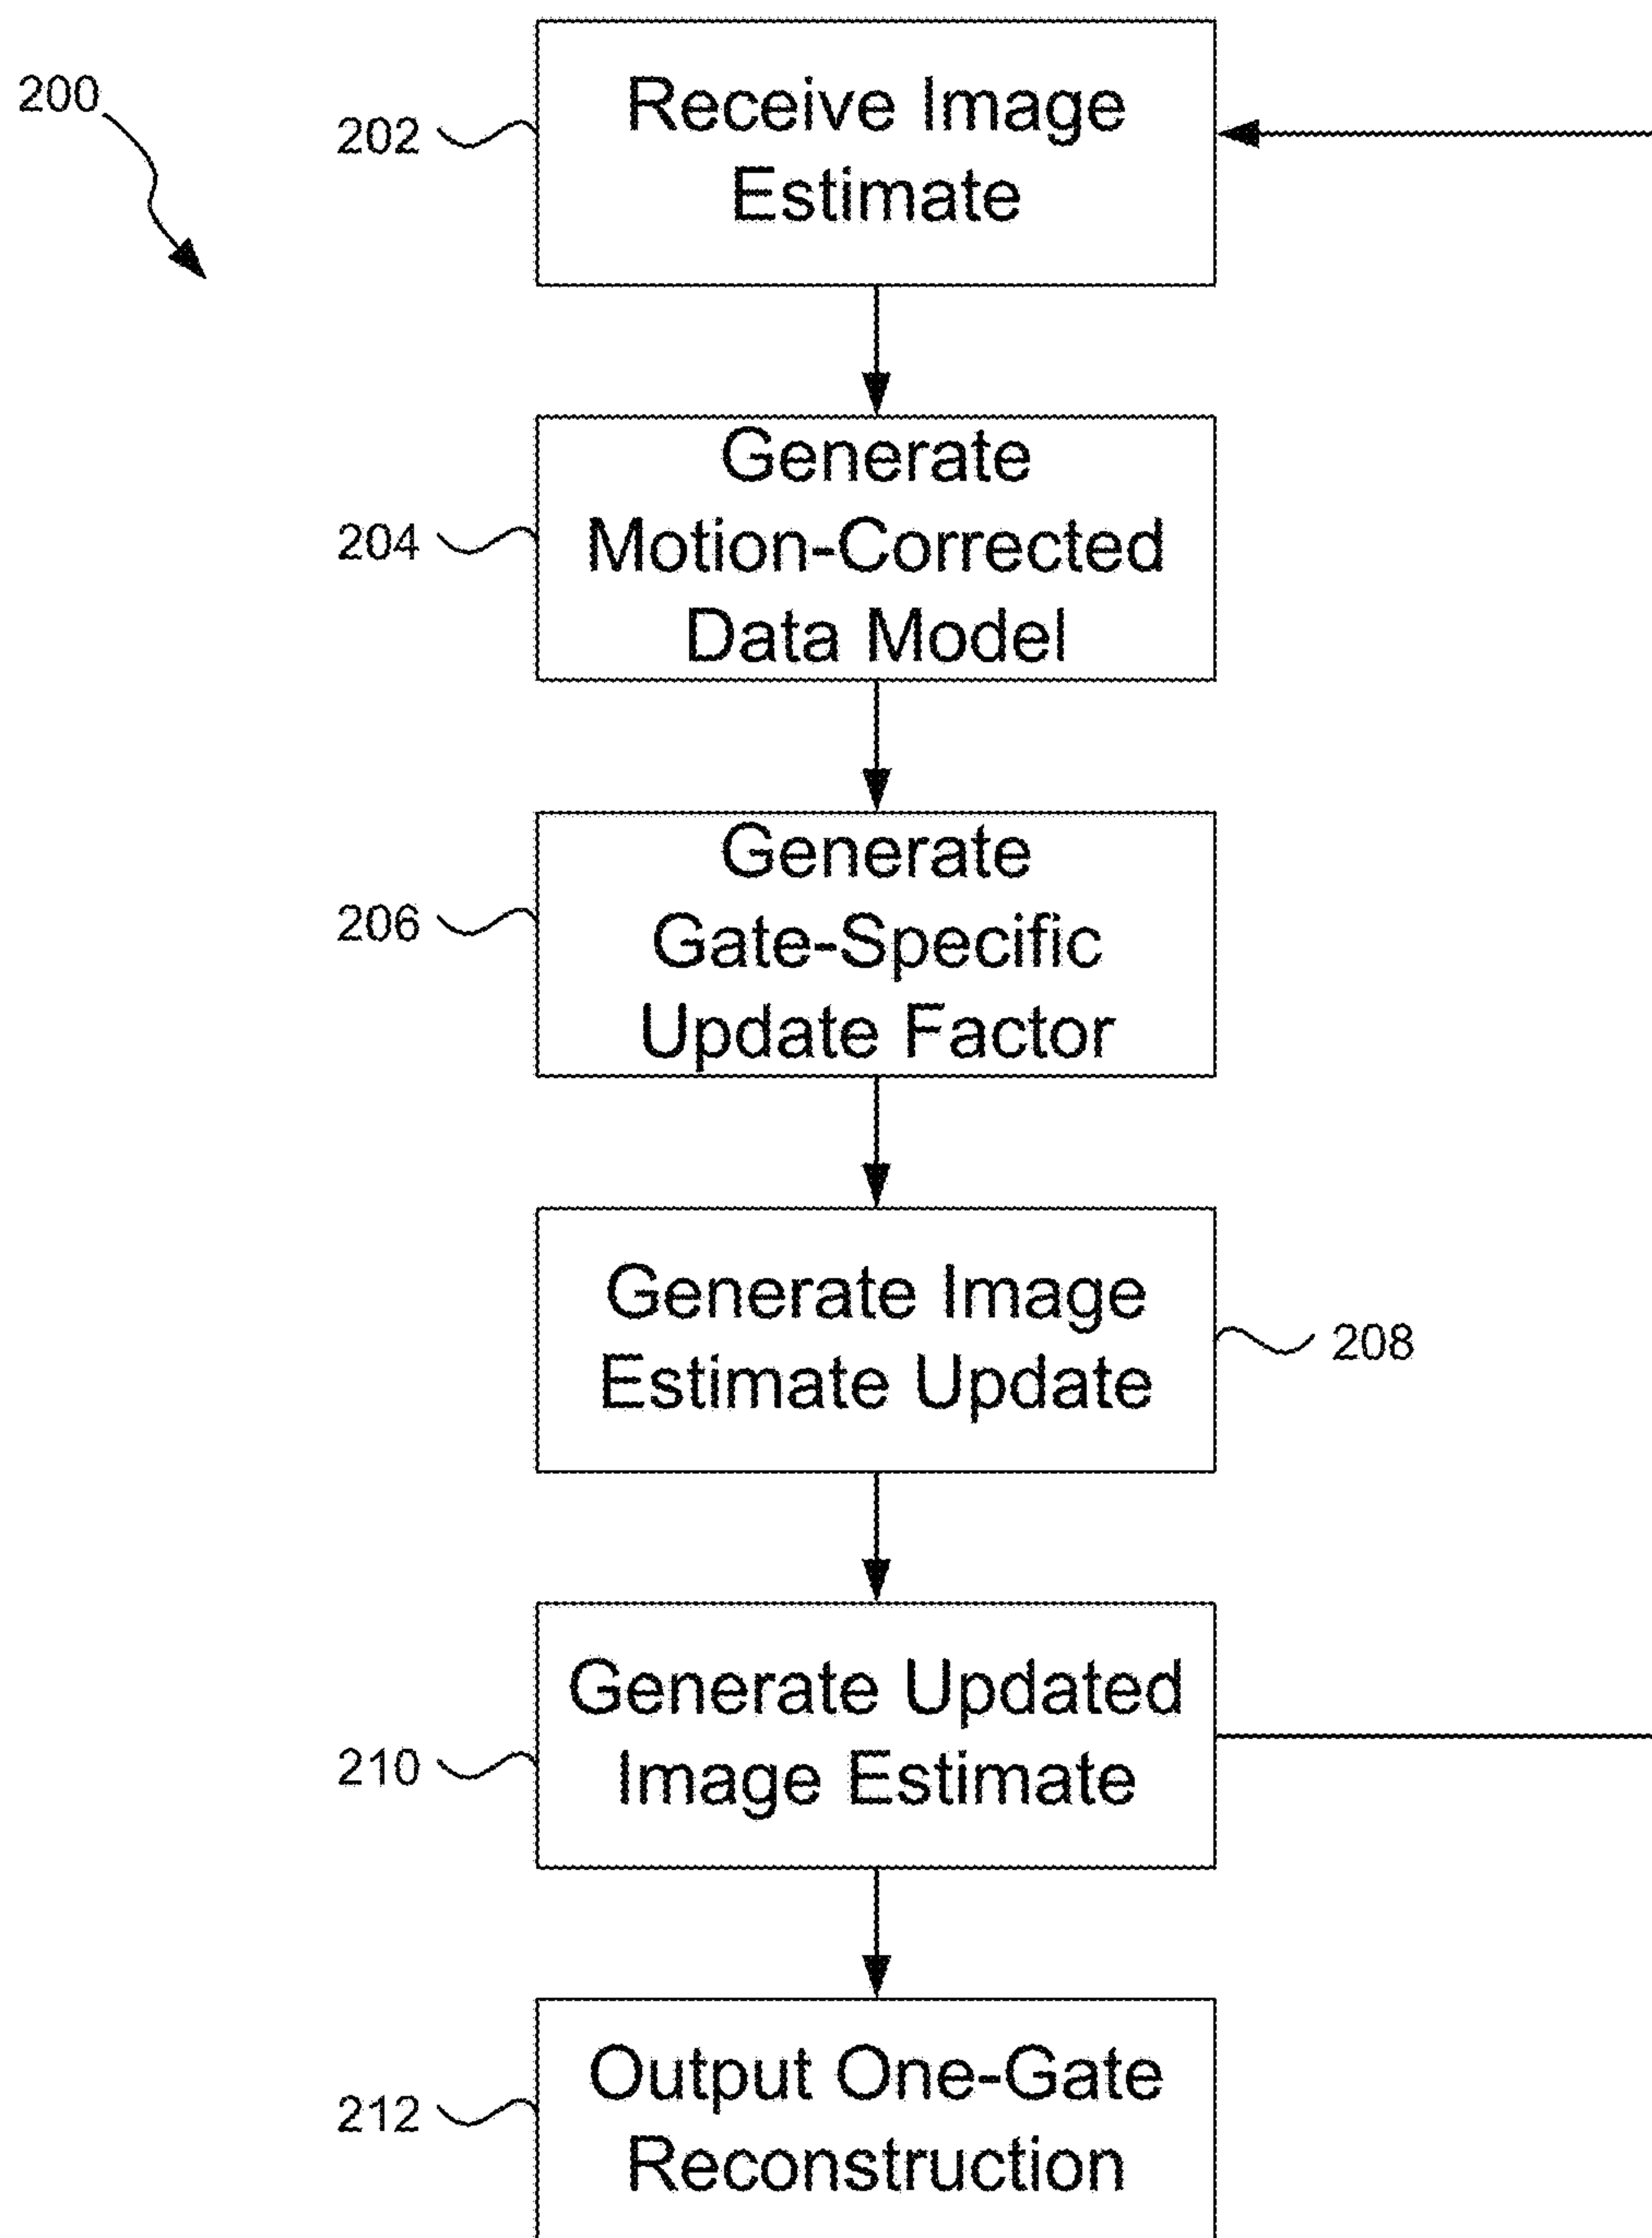 200
202
Receive Image
Estimate
204
Generate
Motion-Corrected
Data Model
206
Generate
Gate-Specific
Update Factor
Generate Image
Estimate Update
208
210
Generate Updated
Image Estimate
212
Output One-Gate
Reconstruction